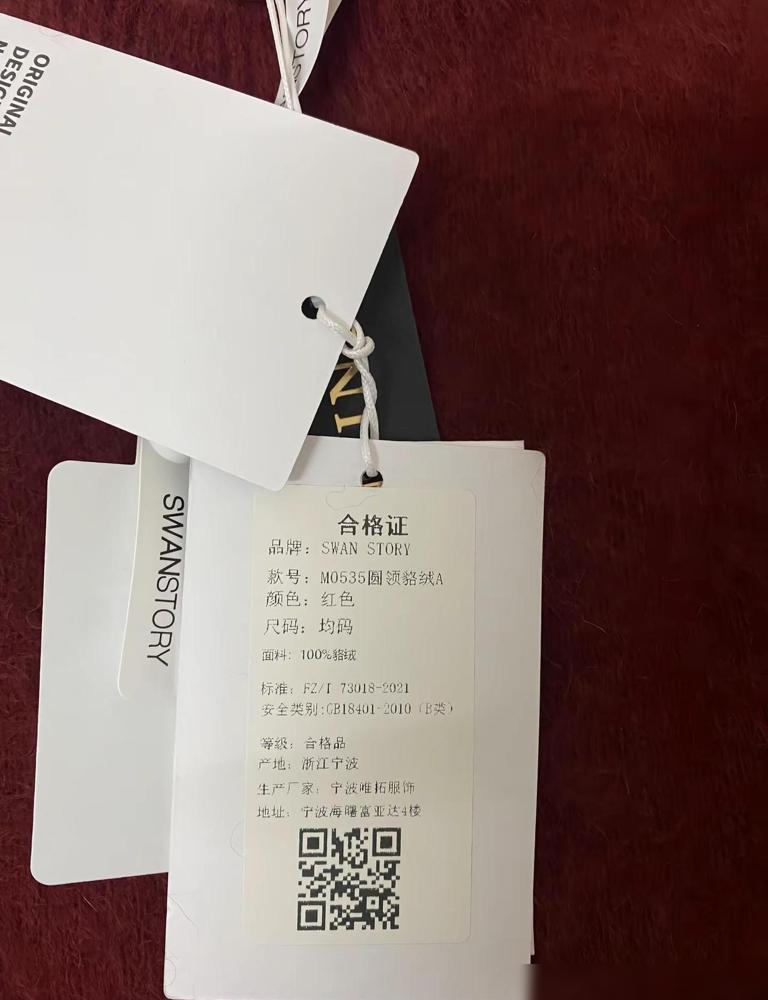 STORY
ORIGINAL
IN
SWANSTORY
合格证
品牌: SWAN STORY
款号: M0535圆领貉绒A
颜色: 红色
尺码: 均码
面料: 100%貉绒
标准: FZ/T 73018-2021
安全类别:GB18401-2010（B类）
等级: 合格品
产地: 浙江宁波
生产厂家: 宁波唯拓服饰
地址: 宁波海曙富亚达4楼